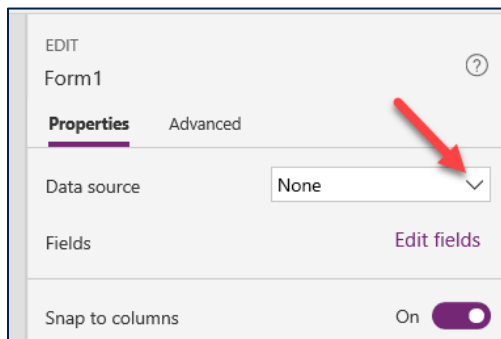 EDIT
Form1
?
Properties Advanced
Data source None
Fields Edit fields
Snap to columns On